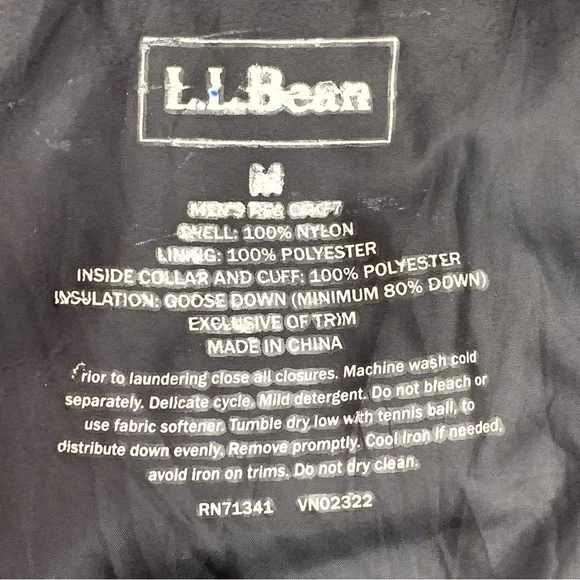 L.L.Bean
M
MEN'S
SHELL: 100% NYLON
LINING: 100% POLYESTER
INSIDE COLLAR AND CUFF: 100% POLYESTER
INSULATION: GOOSE DOWN (MINIMUM 80% DOWN)
EXCLUSIVE OF TRIM
MADE IN CHINA
Prior to laundering close all closures. Machine wash cold
separately. Delicate cycle. Mild detergent. Do not bleach or
use fabric softener. Tumble dry low with tennis ball, to
distribute down evenly. Remove promptly. Cool Iron if needed,
avoid iron on trims. Do not dry clean.
RN71341 VN02322